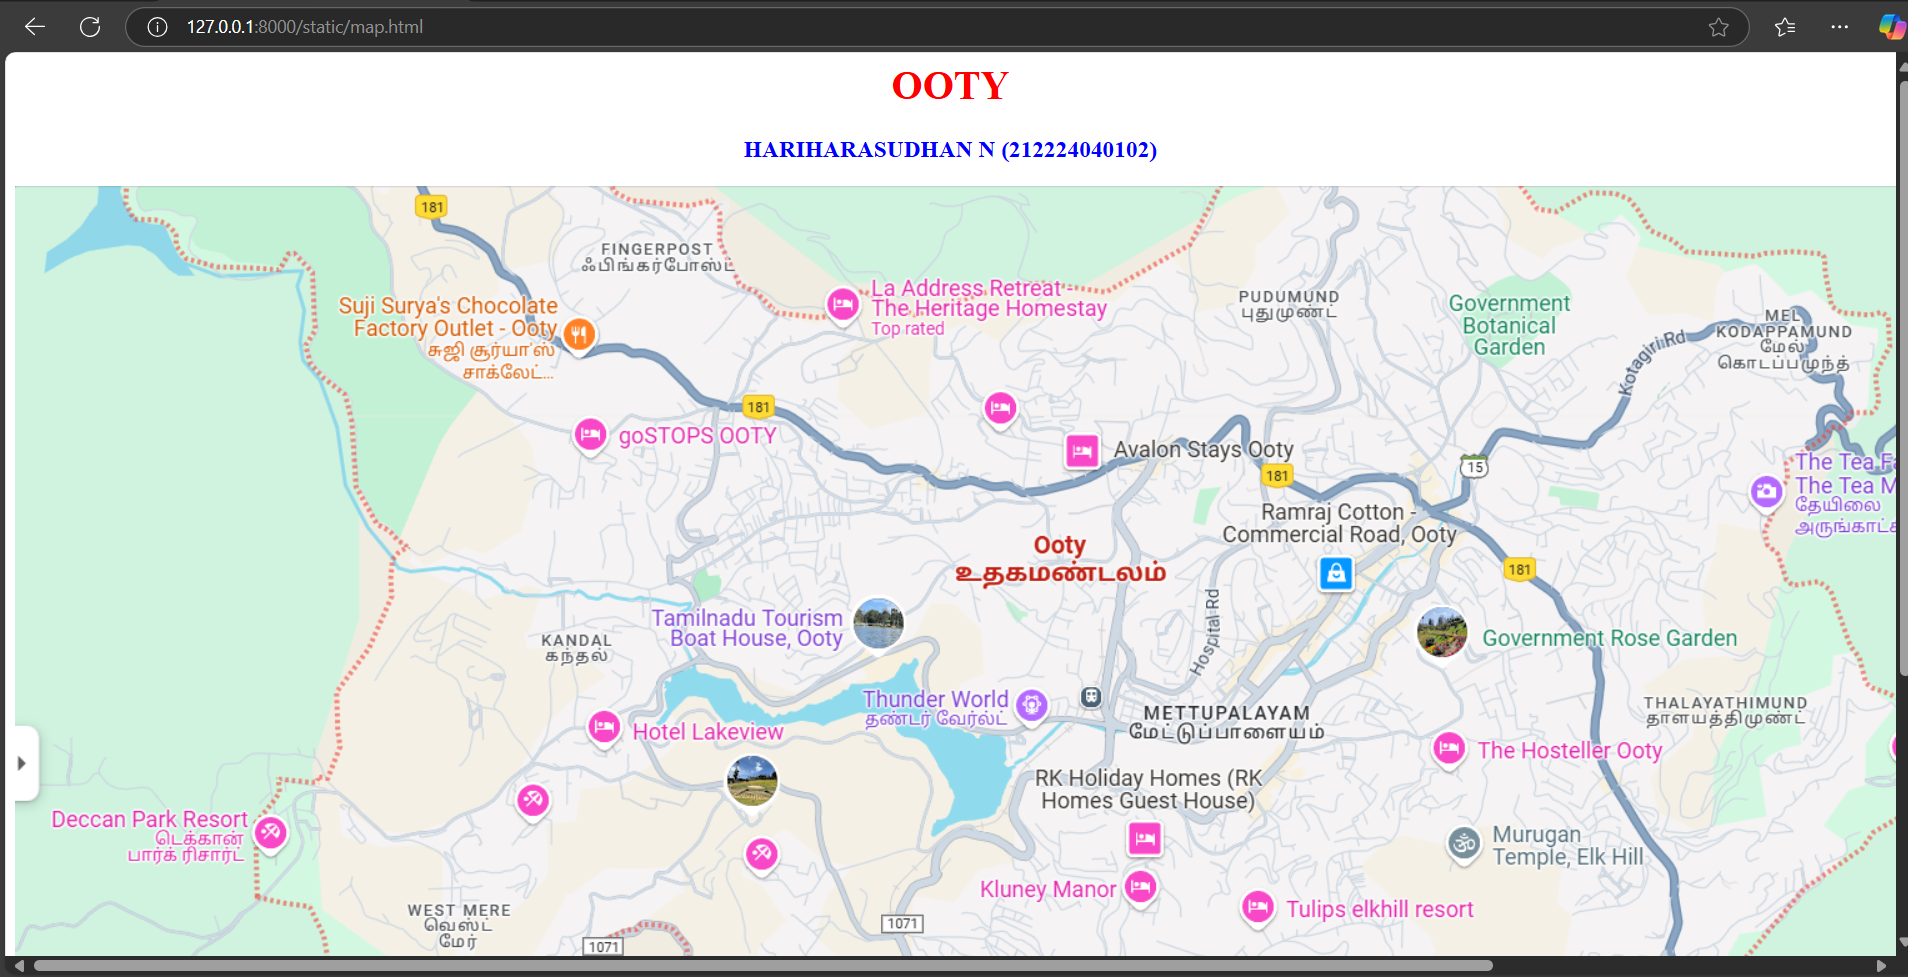 127.0.0.1:8000/static/map.html
OOTY
HARIHARASUDHAN N (212224040102)
181
FINGERPOST
ஃபிங்கர்போஸ்ட்
Suji Surya's Chocolate
Factory Outlet - Ooty
சுஜி சூர்யா'ஸ்
சாக்லேட்...
La Address Retreat -
The Heritage Homestay
Top rated
PUDUMUND
புதுமுண்ட்
Government
Botanical
Garden
MEL
KODAPPAMUND
மேல்
கொடப்பமுந்த்
Kotagiri Rd
181
goSTOPS OOTY
Avalon Stays Ooty
181
15
The Tea Fa
The Tea M
தேயிலை
அருங்காட்சி
Ramraj Cotton -
Commercial Road, Ooty
Ooty
உதகமண்டலம்
181
Hospital Rd
Tamilnadu Tourism
Boat House, Ooty
KANDAL
கந்தல்
Government Rose Garden
Thunder World
தண்டர் வேர்ல்ட்
METTUPALAYAM
மேட்டுப்பாளையம்
THALAYATHIMUND
தாளயத்திமுண்ட்
Hotel Lakeview
The Hosteller Ooty
RK Holiday Homes (RK
Homes Guest House)
Deccan Park Resort
டெக்கான்
பார்க் ரிசார்ட்
Murugan
Temple, Elk Hill
Kluney Manor
Tulips elkhill resort
WEST MERE
வெஸ்ட்
மேர்
1071
1071